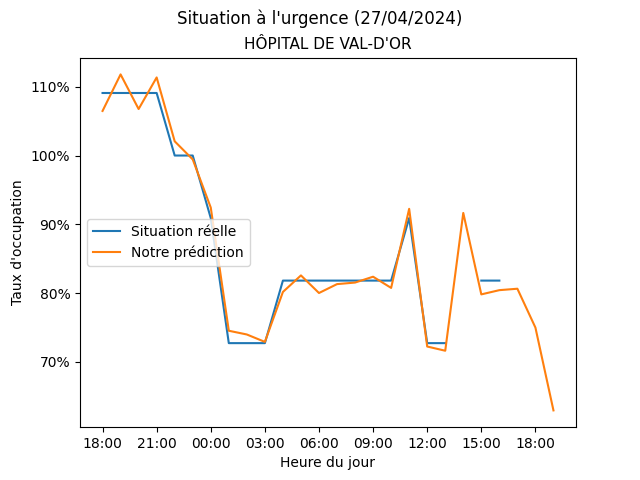 Situation à l'urgence (27/04/2024)
HÔPITAL DE VAL-D'OR
110%
100%
90%
80%
70%
Taux d'occupation
Situation réelle
Notre prédiction
18:00 21:00 00:00 03:00 06:00 09:00 12:00 15:00 18:00
Heure du jour